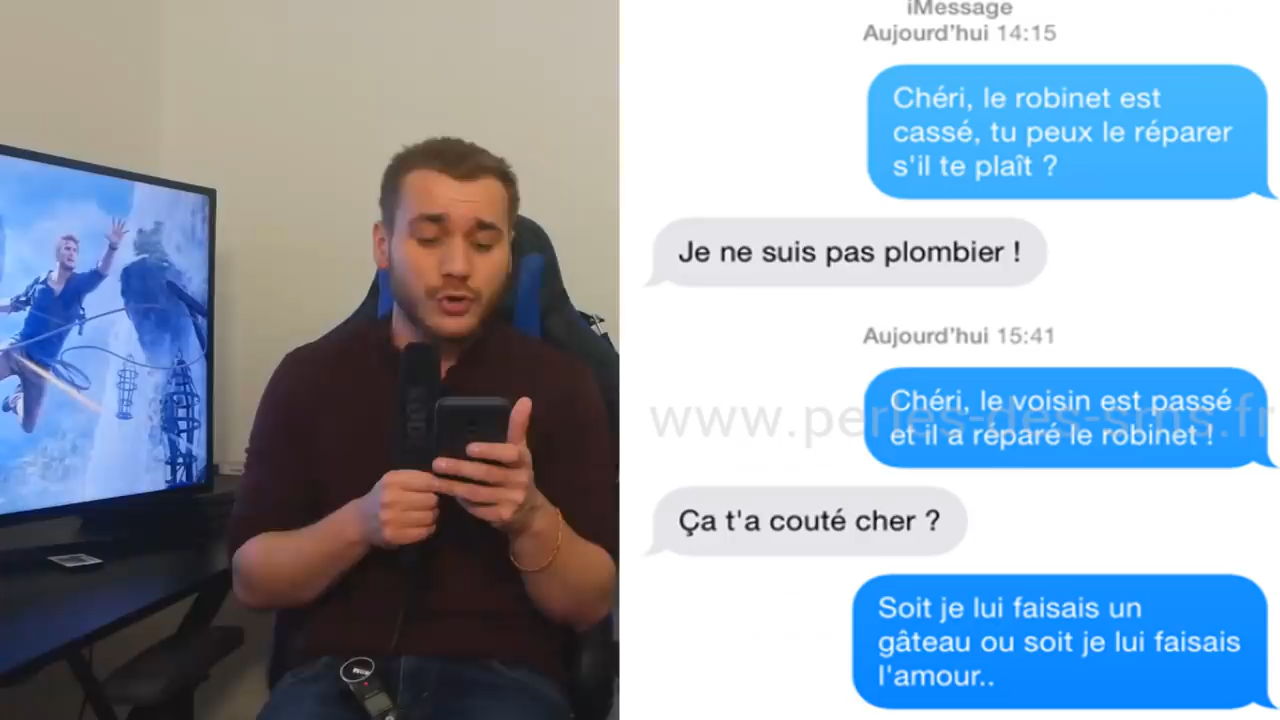 iMessage
Aujourd'hui 14:15
Chéri, le robinet est
cassé, tu peux le réparer
s'il te plaît ?
Je ne suis pas plombier !
Aujourd'hui 15:41
Chéri, le voisin est passé
et il a réparé le robinet !
www.perles-des-sms.fr
Ça t'a couté cher ?
Soit je lui faisais un
gâteau ou soit je lui faisais
l'amour..